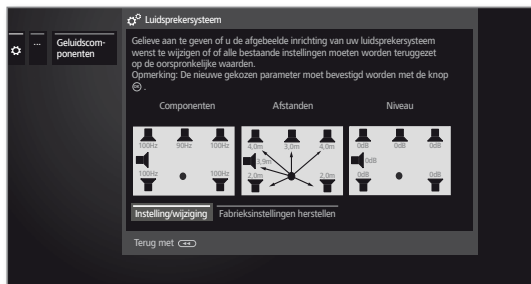 Luidsprekersysteem
...
Geluidscom-
ponenten
Gelieve aan te geven of u de afgebeelde inrichting van uw luidsprekersysteem
wenst te wijzigen of of alle bestaande instellingen moeten worden teruggezet
op de oorspronkelijke waarden.
Opmerking: De nieuwe gekozen parameter moet bevestigd worden met de knop
OK .
Componenten Afstanden Niveau
100Hz 90Hz 100Hz 4,0m 3,0m 4,0m 0dB 0dB 0dB
3,9m 0dB
100Hz 100Hz 2,0m 2,0m 0dB 0dB
Instelling/wijziging Fabrieksinstellingen herstellen
Terug met